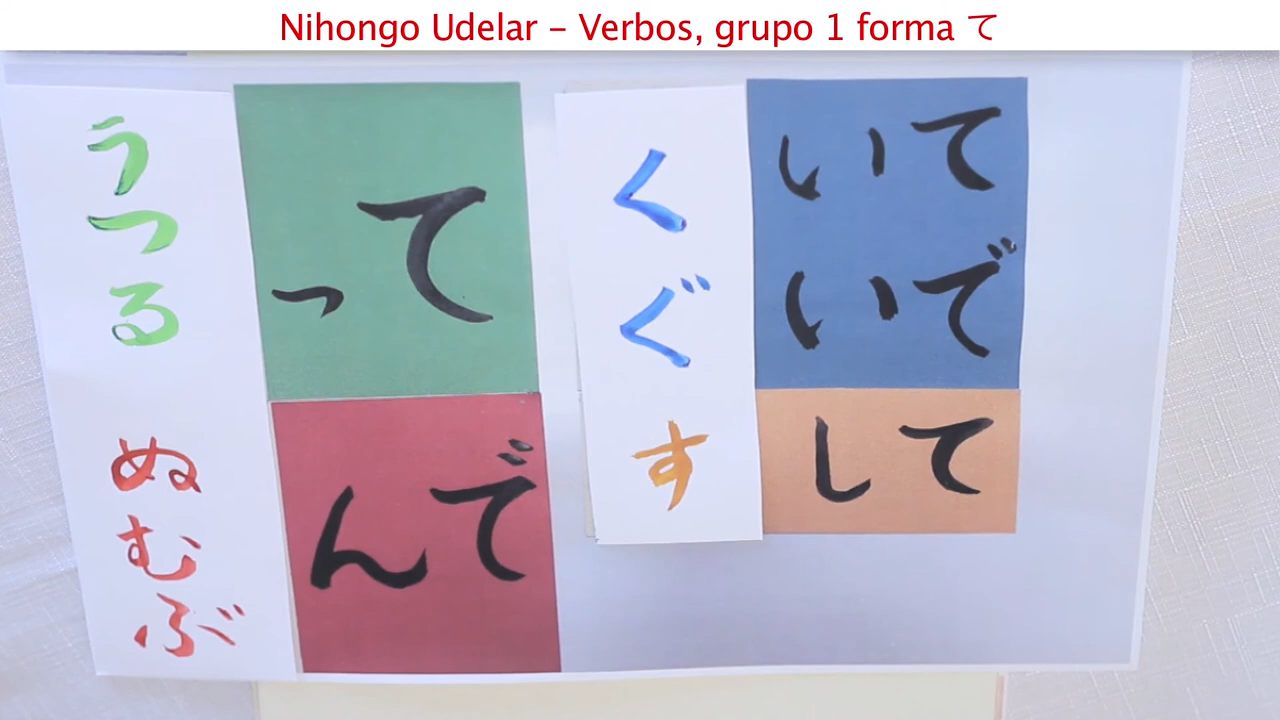 Nihongo Udelar – Verbos, grupo 1 forma て
う
つ
る
って
ぬ
む
ぶ
んで
く
いて
ぐ
いで
す
して